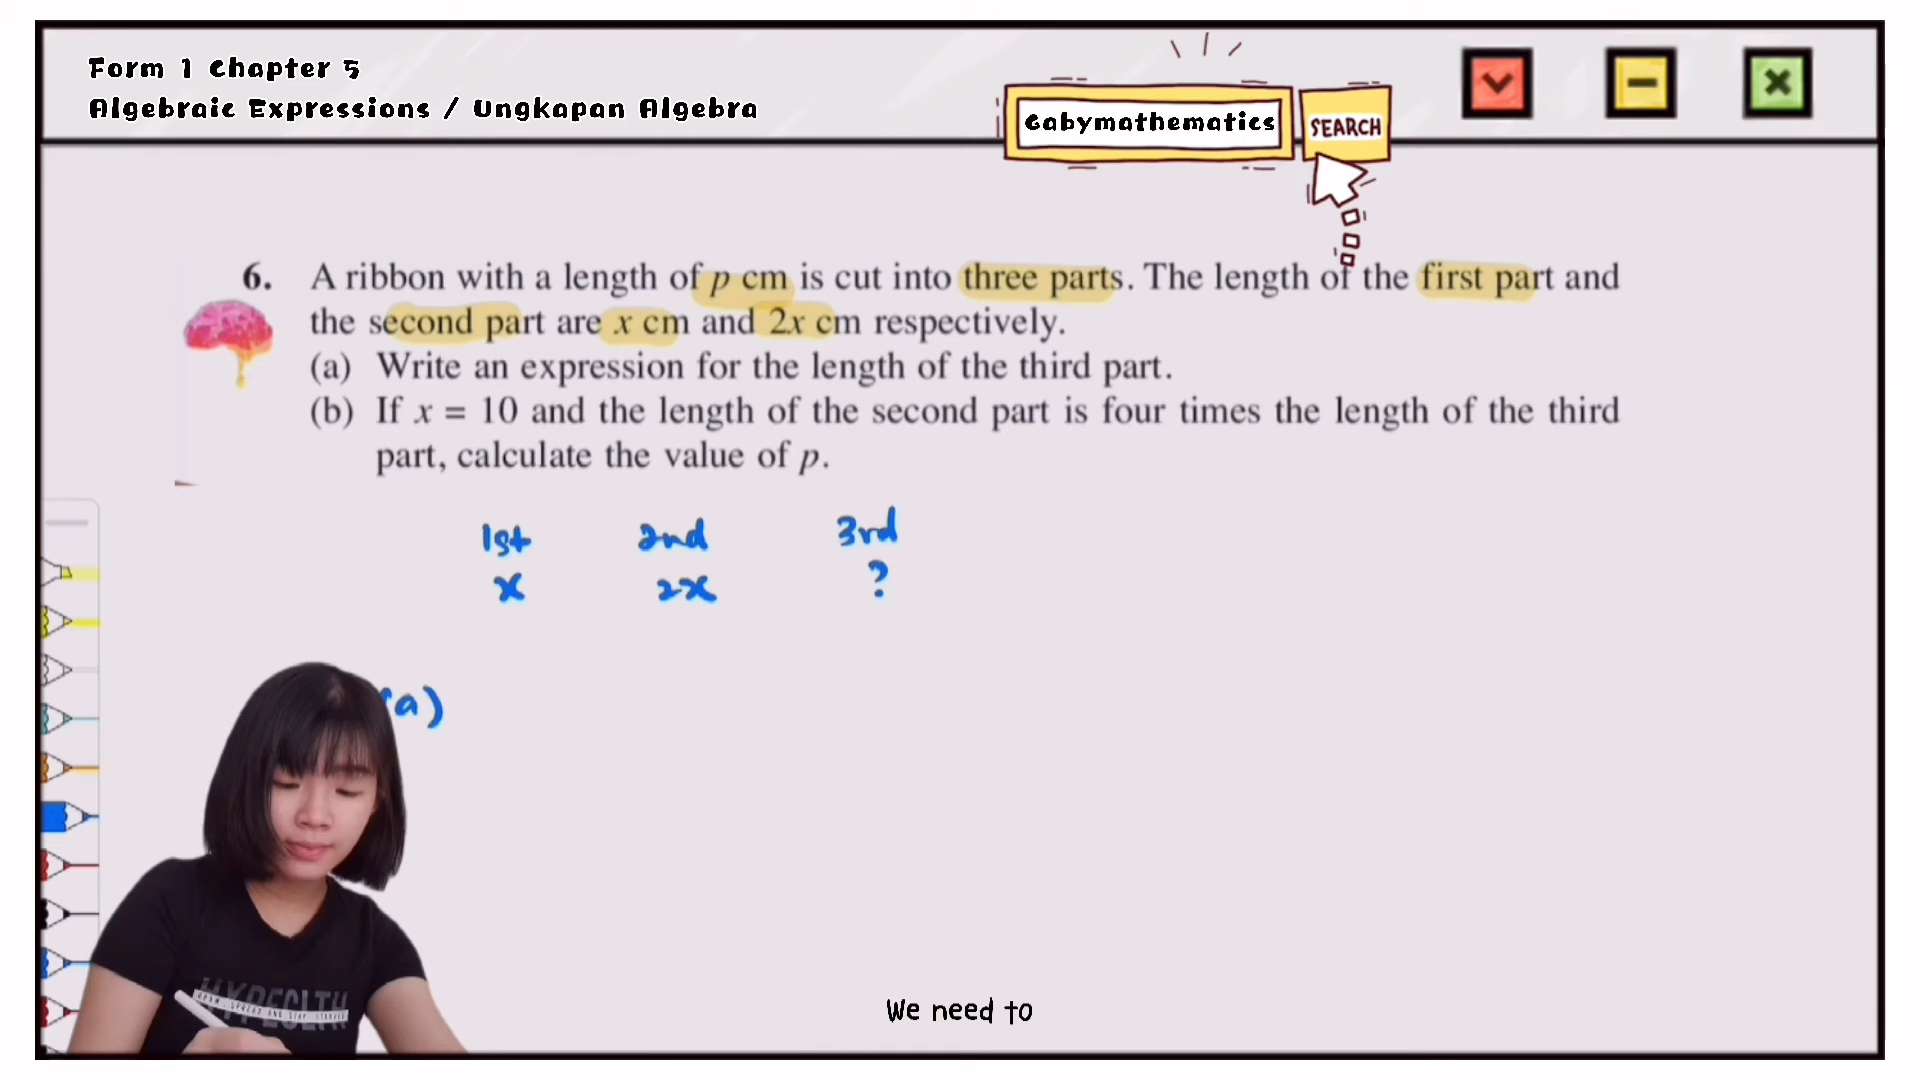 Form 1 Chapter 5
Algebraic Expressions / Ungkapan Algebra
Gabymathematics
SEARCH
6. A ribbon with a length of p cm is cut into three parts. The length of the first part and
the second part are x cm and 2x cm respectively.
(a) Write an expression for the length of the third part.
(b) If x = 10 and the length of the second part is four times the length of the third
part, calculate the value of p.
1st 2nd 3rd
x 2x ?
(a)
We need to